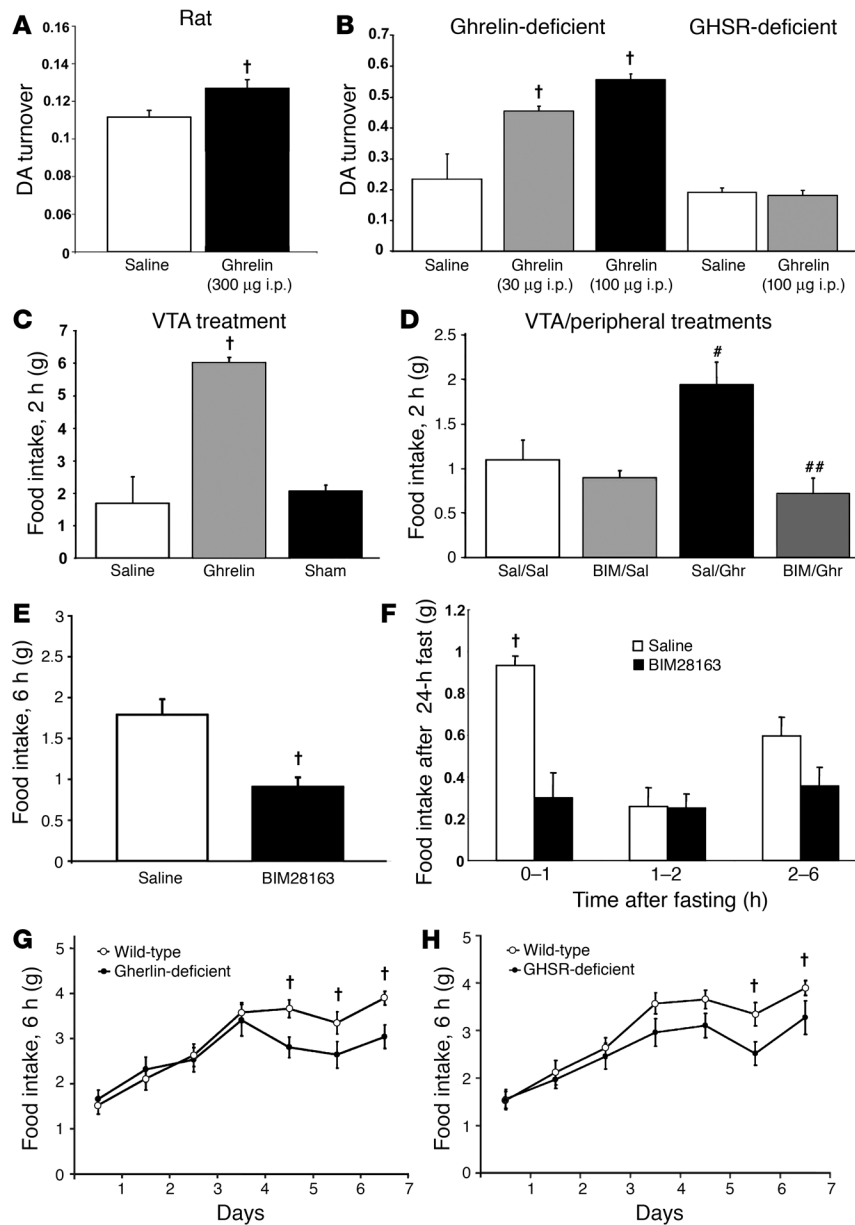 A
Rat
DA turnover
0.16
0.12
0.1
0.06
0
†
Saline
Ghrelin
(300 µg i.p.)
B
Ghrelin-deficient
GHSR-deficient
DA turnover
0.7
0.6
0.5
0.3
0.2
0.1
0
†
†
Saline
Ghrelin
(30 µg i.p.)
Ghrelin
(100 µg i.p.)
Saline
Ghrelin
(100 µg i.p.)
C
VTA treatment
Food intake, 2 h (g)
7
6
5
4
3
2
1
0
†
Saline
Ghrelin
Sham
D
VTA/peripheral treatments
Food intake, 2 h (g)
2.5
2
1.5
1
0.5
0
#
##
Sal/Sal
BIM/Sal
Sal/Ghr
BIM/Ghr
E
Food intake, 6 h (g)
3
2.5
2
1.5
1
0.5
0
†
Saline
BIM28163
F
Food intake after 24-h fast (g)
1.2
1
0.8
0.6
0.4
0.2
0
†
Saline
BIM28163
0–1
1–2
2–6
Time after fasting (h)
G
Wild-type
Gherlin-deficient
Food intake, 6 h (g)
5
4
3
2
1
0
†
†
†
1
2
3
4
5
6
7
Days
H
Wild-type
GHSR-deficient
Food intake, 6 h (g)
5
4
3
2
1
0
†
†
1
2
3
4
5
6
7
Days